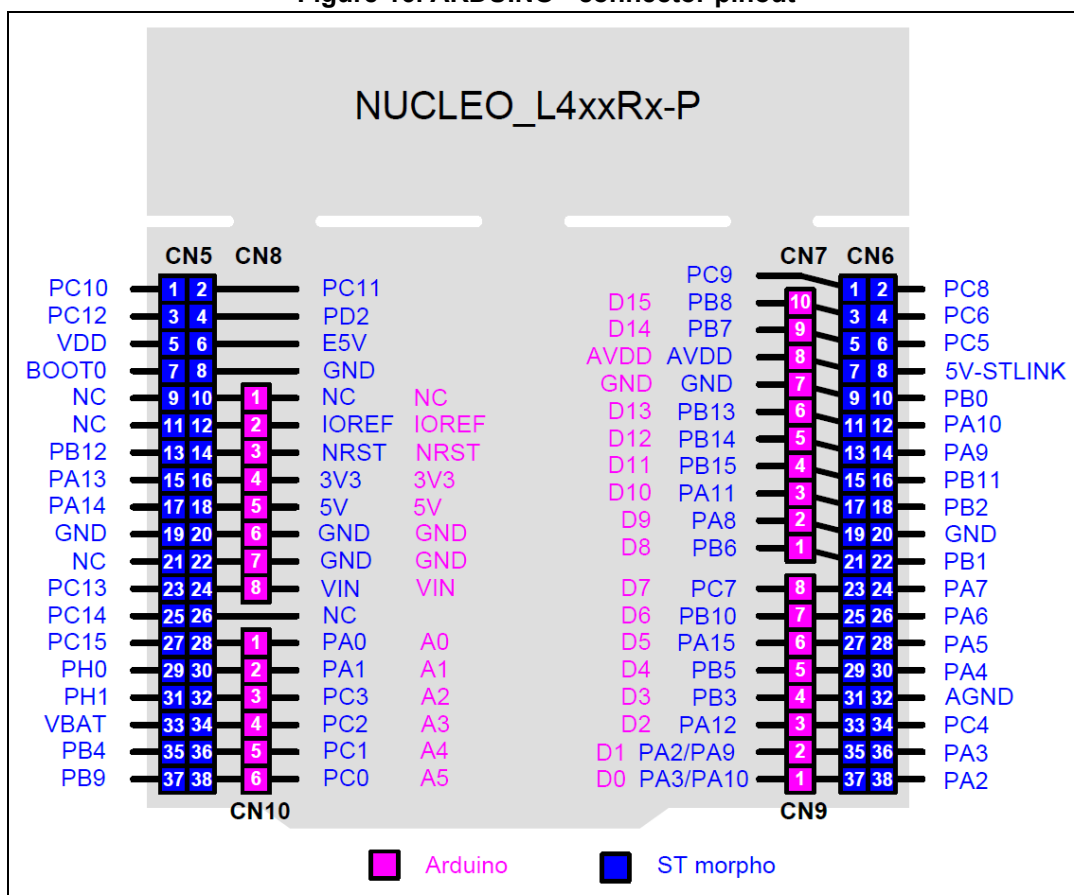 NUCLEO_L4xxRx-P
CN5 CN8 CN7 CN6
PC9
PC10 1 2 PC11 D15 PB8 10 1 2 PC8
PC12 3 4 PD2 D14 PB7 9 3 4 PC6
VDD 5 6 E5V AVDD AVDD 8 5 6 PC5
BOOT0 7 8 GND GND GND 7 7 8 5V-STLINK
NC 9 10 1 NC NC D13 PB13 6 9 10 PB0
NC 11 12 2 IOREF IOREF D12 PB14 5 11 12 PA10
PB12 13 14 3 NRST NRST D11 PB15 4 13 14 PA9
PA13 15 16 4 3V3 3V3 D10 PA11 3 15 16 PB11
PA14 17 18 5 5V 5V D9 PA8 2 17 18 PB2
GND 19 20 6 GND GND D8 PB6 1 19 20 GND
NC 21 22 7 GND GND 21 22 PB1
PC13 23 24 8 VIN VIN D7 PC7 8 23 24 PA7
PC14 25 26 NC D6 PB10 7 25 26 PA6
PC15 27 28 1 PA0 A0 D5 PA15 6 27 28 PA5
PH0 29 30 2 PA1 A1 D4 PB5 5 29 30 PA4
PH1 31 32 3 PC3 A2 D3 PB3 4 31 32 AGND
VBAT 33 34 4 PC2 A3 D2 PA12 3 33 34 PC4
PB4 35 36 5 PC1 A4 D1 PA2/PA9 2 35 36 PA3
PB9 37 38 6 PC0 A5 D0 PA3/PA10 1 37 38 PA2
CN10 CN9
Arduino ST morpho